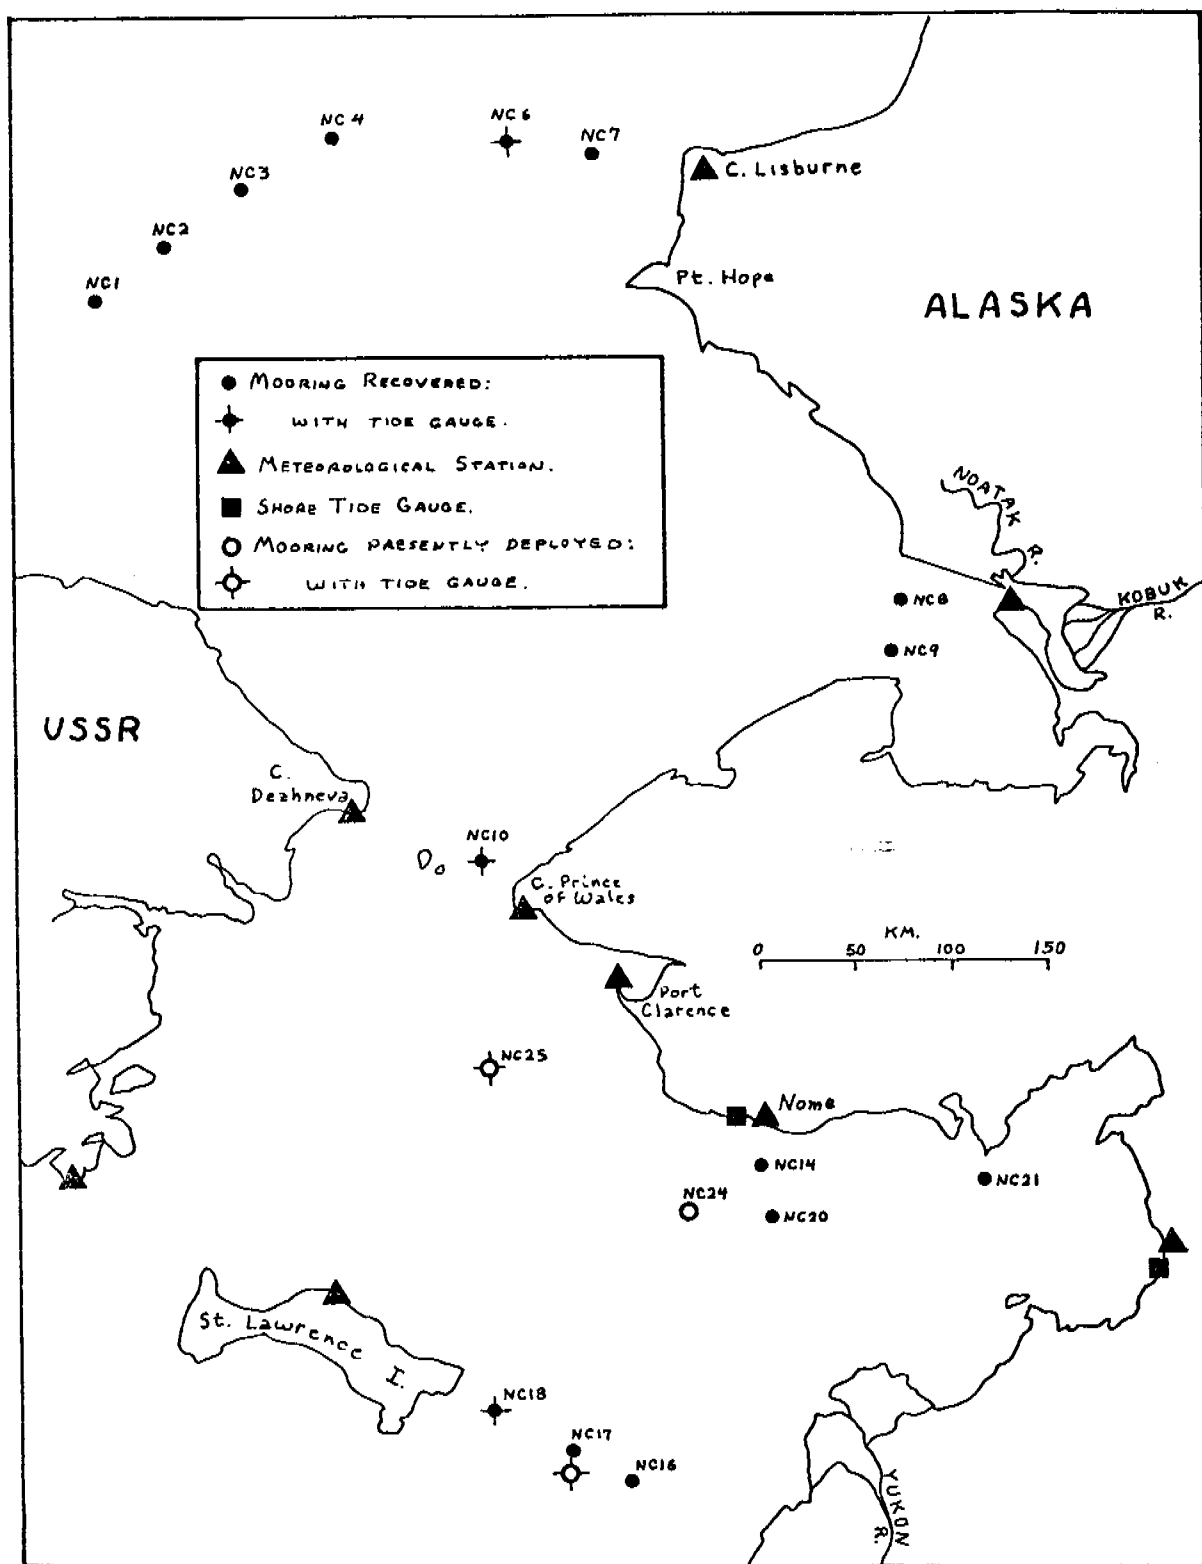 NC4
NC6
NC7
NC3
C. Lisburne
NC2
NC1
Pt. Hope
ALASKA
MOORING RECOVERED:
WITH TIDE GAUGE.
METEOROLOGICAL STATION.
SHORE TIDE GAUGE.
MOORING PRESENTLY DEPLOYED:
WITH TIDE GAUGE.
NOATAK
R.
KOBUK
R.
NC8
NC9
USSR
C.
Dezhneva
NC10
C. Prince
of Wales
KM.
0 50 100 150
Port
Clarence
NC25
Nome
NC14
NC21
NC24
NC20
St. Lawrence
I.
NC18
NC17
NC16
YUKON
R.